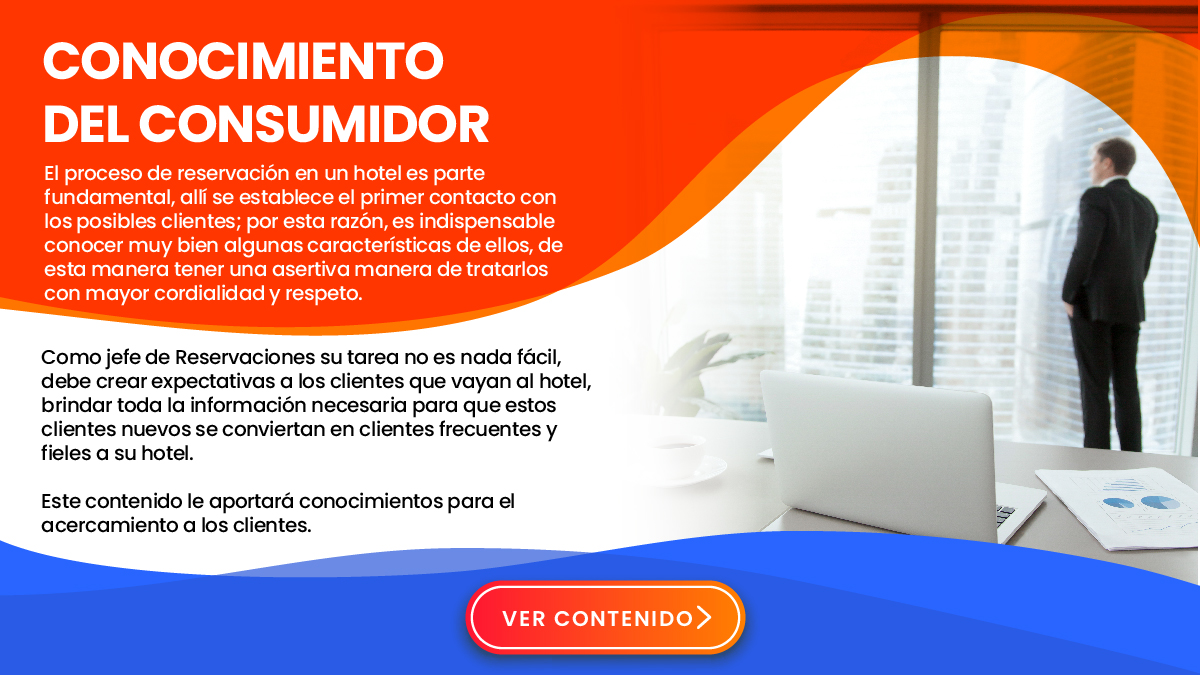 CONOCIMIENTO
DEL CONSUMIDOR
El proceso de reservación en un hotel es parte
fundamental, allí se establece el primer contacto con
los posibles clientes; por esta razón, es indispensable
conocer muy bien algunas características de ellos, de
esta manera tener una asertiva manera de tratarlos
con mayor cordialidad y respeto.
Como jefe de Reservaciones su tarea no es nada fácil,
debe crear expectativas a los clientes que vayan al hotel,
brindar toda la información necesaria para que estos
clientes nuevos se conviertan en clientes frecuentes y
fieles a su hotel.
Este contenido le aportará conocimientos para el
acercamiento a los clientes.
VER CONTENIDO